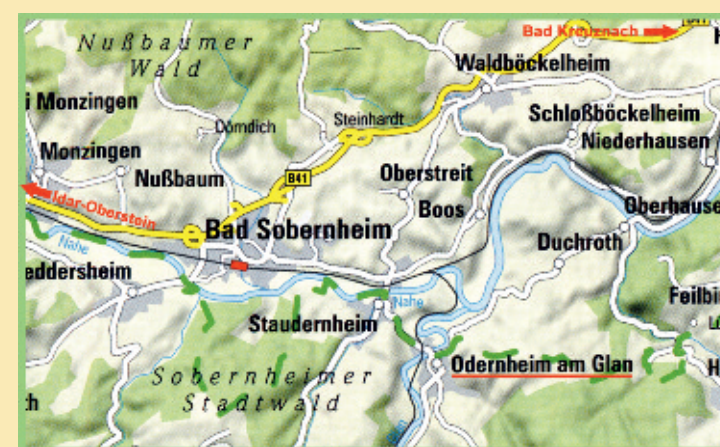 Nußbaumer
Wald
Bad Kreuznach
Waldböckelheim
i Monzingen
Dömdich
Steinhardt
Schloßböckelheim
Niederhausen
Monzingen
Nußbaum
B41
Oberstreit
Idar-Oberstein
Boos
Oberhause
Bad Sobernheim
Duchroth
Nahe
eddersheim
Nahe
Feilbi
Staudernheim
Odernheim am Glan
H
Sobernheimer
Stadtwald
h